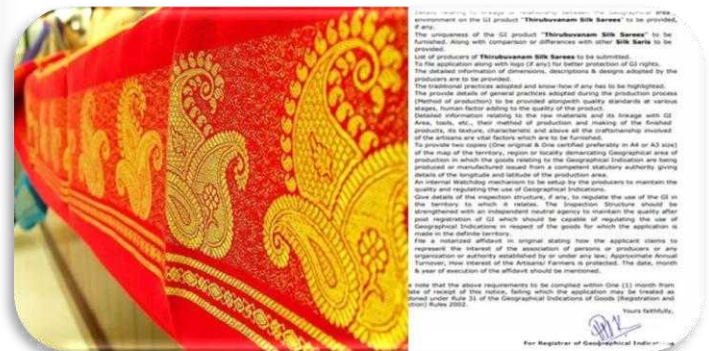 environment on the GI product "Thirubuvanam Silk Sarees" to be provided,
if any.
The uniqueness of the GI product "Thirubuvanam Silk Sarees" to be
furnished. Along with comparison or differences with other Silk Saris to be
provided.
List of producers of Thirubuvanam Silk Sarees to be submitted.
To file application along with logo (if any) for better protection of GI rights.
The detailed information of dimensions, descriptions & designs adopted by the
producers are to be provided.
The traditional practices adopted and know-how if any has to be highlighted.
The provide details of general practices adopted during the production process
(Method of production) to be provided alongwith quality standards at various
stages, human factor adding to the quality of the product.
Detailed information relating to the raw materials and its linkage with GI
Area, tools, etc., their method of production and making of the finished
products, its texture, characteristic and above all the craftsmanship involved
of the artisans are vital factors which are to be furnished.
To provide two copies (One original & One certified preferably in A4 or A3 size)
of the map of the territory, region or locality demarcating Geographical area of
production in which the goods relating to the Geographical Indication are being
produced or manufactured issued from a competent statutory authority giving
details of the longitude and latitude of the production area.
An internal Watchdog mechanism to be setup by the producers to maintain the
quality and regulating the use of Geographical Indications.
Give details of the inspection structure, if any, to regulate the use of the GI in
the territory to which it relates. The Inspection Structure should be
strengthened with an independent neutral agency to maintain the quality after
post registration of GI which should be capable of regulating the use of
Geographical Indications in respect of the goods for which the application is
made in the definite territory.
File a notarized affidavit in original stating how the applicant claims to
represent the interest of the association of persons or producers or any
organization or authority established by or under any law; Approximate Annual
Turnover, How interest of the Artisans/ Farmers is protected. The date, month
& year of execution of the affidavit should be mentioned.
note that the above requirements to be complied within One (1) month from
of receipt of this notice, failing which the application may be treated as
under Rule 31 of the Geographical Indications of Goods (Registration and
Rules 2002.
Yours faithfully,
For Registrar of Geographical